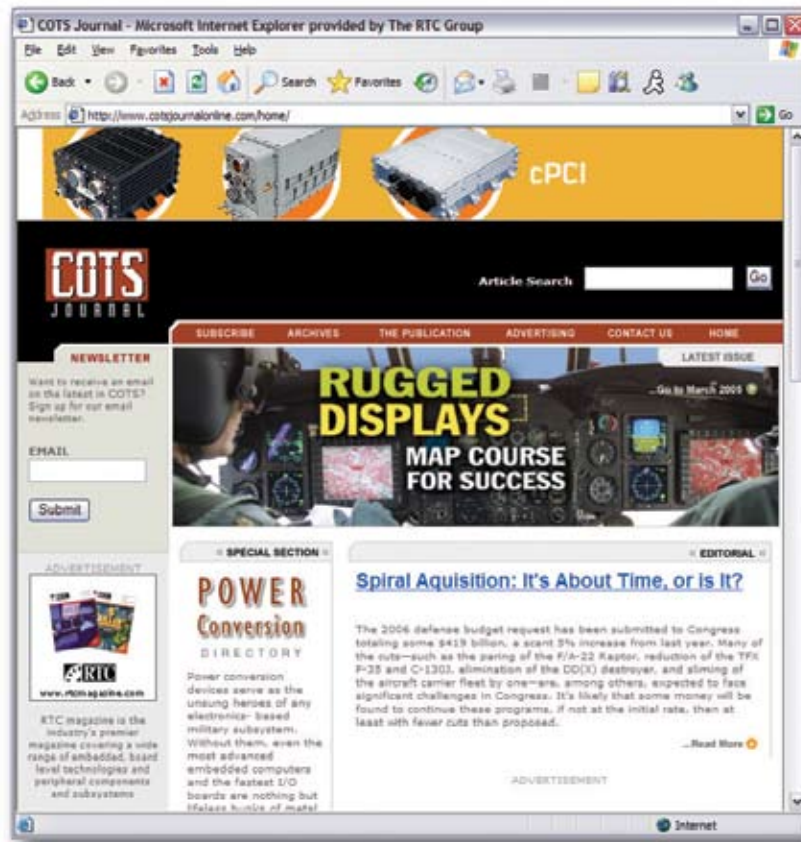 COTS Journal - Microsoft Internet Explorer provided by The RTC Group
File Edit View Favorites Tools Help
Back Search Favorites
Address http://www.cotsjournalonline.com/home/ Go
cPCI
COTS
JOURNAL
Article Search Go
SUBSCRIBE ARCHIVES THE PUBLICATION ADVERTISING CONTACT US HOME
NEWSLETTER
Want to receive an email
on the latest in COTS?
Sign up for our email
newsletter.
EMAIL
Submit
LATEST ISSUE
...Go to March 2005
RUGGED
DISPLAYS
MAP COURSE
FOR SUCCESS
ADVERTISEMENT
RTC
www.rtcmagazine.com
RTC magazine is the
industry's premier
magazine covering a wide
range of embedded, board
level technologies and
peripheral components
and subsystems
SPECIAL SECTION
POWER
Conversion
DIRECTORY
Power conversion
devices serve as the
unsung heroes of any
electronics- based
military subsystem.
Without them, even the
most advanced
embedded computers
and the fastest I/O
boards are nothing but
lifeless hunks of metal
EDITORIAL
Spiral Aquisition: It's About Time, or is It?
The 2006 defense budget request has been submitted to Congress
totaling some $419 billion, a scant 5% increase from last year. Many of
the cuts—such as the paring of the F/A-22 Raptor, reduction of the TFX
F-35 and C-130J, elimination of the DD(X) destroyer, and sliming of
the aircraft carrier fleet by one—are, among others, expected to face
significant challenges in Congress. It's likely that some money will be
found to continue these programs, if not at the initial rate, then at
least with fewer cuts than proposed.
...Read More
ADVERTISEMENT
Internet